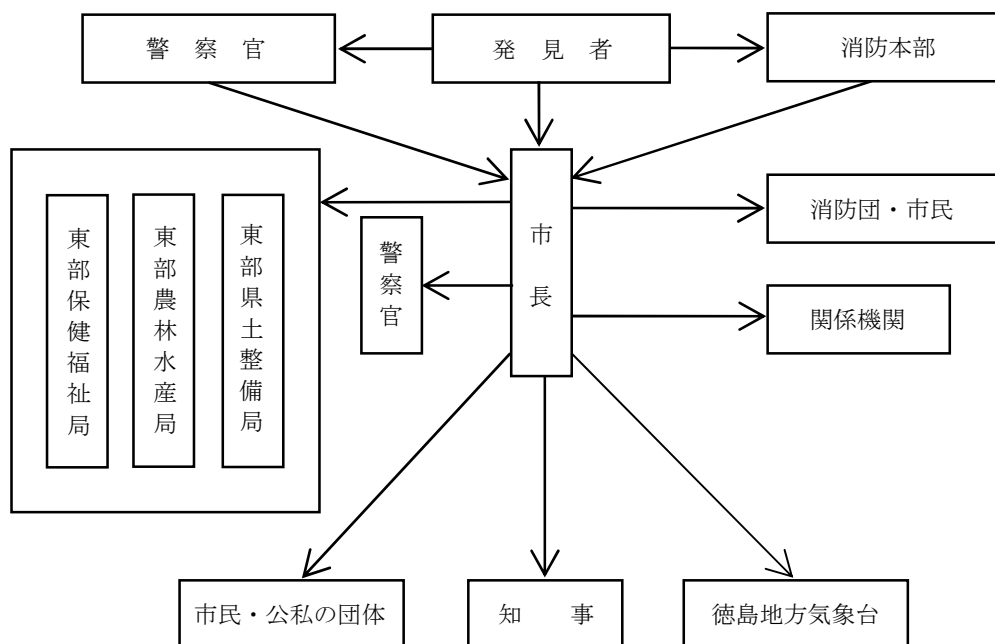 警　察　官
発　見　者
消防本部
市長
消防団・市民
警察官
関係機関
東部保健福祉局
東部農林水産局
東部県土整備局
市民・公私の団体
知　　事
徳島地方気象台